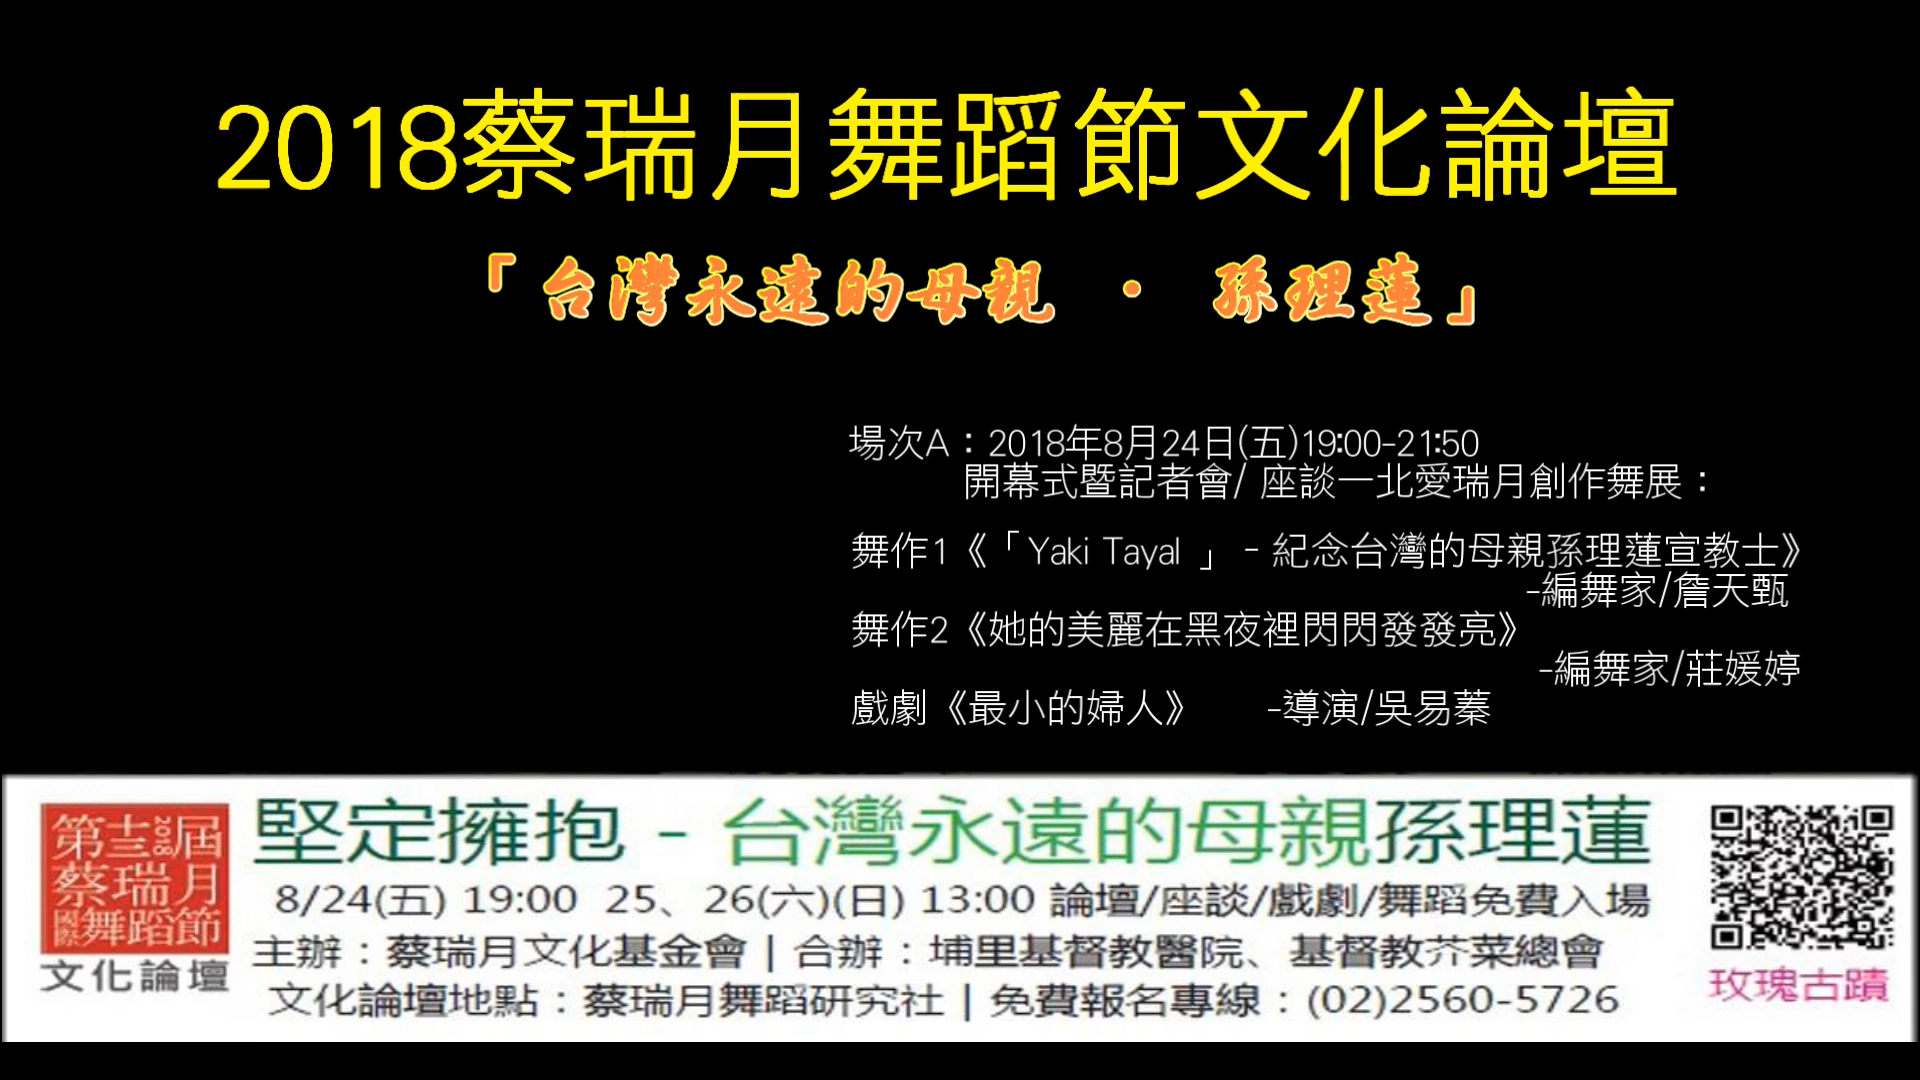 2018蔡瑞月舞蹈節文化論壇
「台灣永遠的母親 · 孫理蓮」
場次A：2018年8月24日(五)19:00-21:50
開幕式暨記者會/ 座談—北愛瑞月創作舞展：
舞作1《「Yaki Tayal 」 - 紀念台灣的母親孫理蓮宣教士》
-編舞家/詹天甄
舞作2《她的美麗在黑夜裡閃閃發發亮》
-編舞家/莊媛婷
戲劇《最小的婦人》 -導演/吳易蓁
第十三屆2018
蔡瑞月
國際舞蹈節
文化論壇
堅定擁抱 - 台灣永遠的母親孫理蓮
8/24(五) 19:00 25、26(六)(日) 13:00 論壇/座談/戲劇/舞蹈免費入場
主辦：蔡瑞月文化基金會 | 合辦：埔里基督教醫院、基督教芥菜總會
文化論壇地點：蔡瑞月舞蹈研究社 | 免費報名專線：(02)2560-5726
玫瑰古蹟